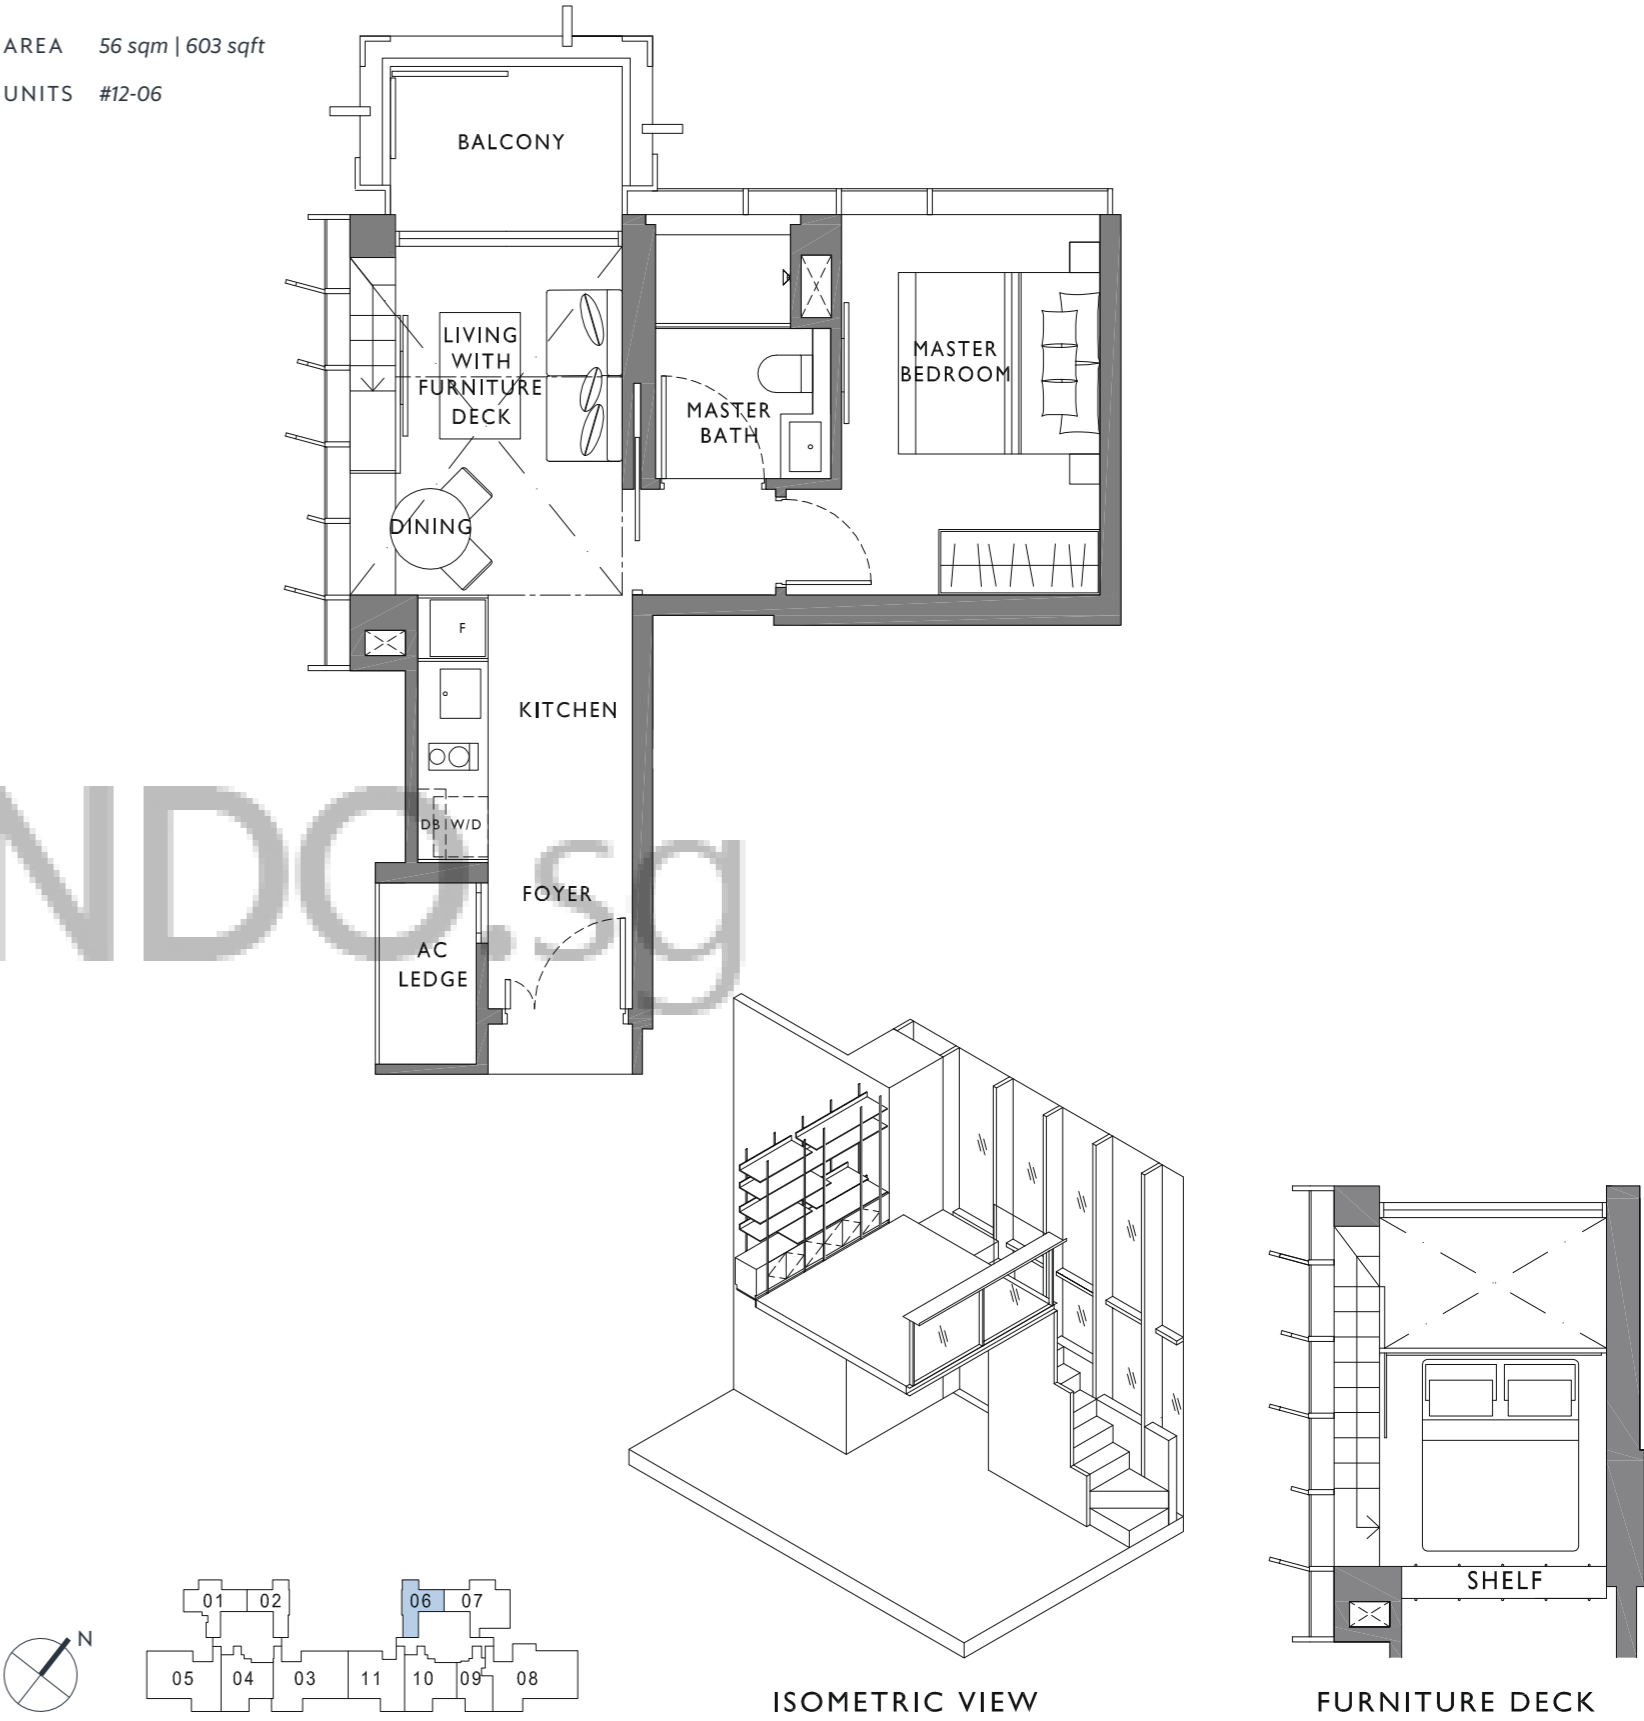 AREA 56 sqm | 603 sqft
UNITS #12-06
BALCONY
LIVING
WITH
FURNITURE
DECK
MASTER
BATH
MASTER
BEDROOM
DINING
F
KITCHEN
DB W/D
FOYER
AC
LEDGE
NDO.sg
SHELF
N
01 02 06 07
05 04 03 11 10 09 08
ISOMETRIC VIEW
FURNITURE DECK